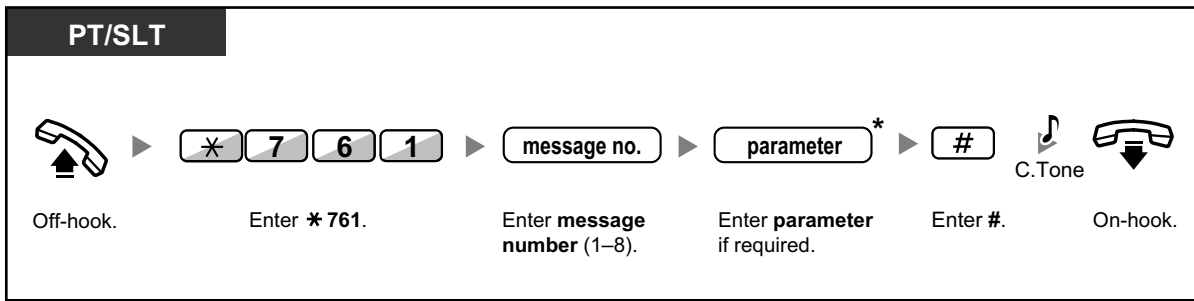 PT/SLT
* 7 6 1
message no.
parameter *
#
C.Tone
Off-hook.
Enter * 761.
Enter message
number (1–8).
Enter parameter
if required.
Enter #.
On-hook.